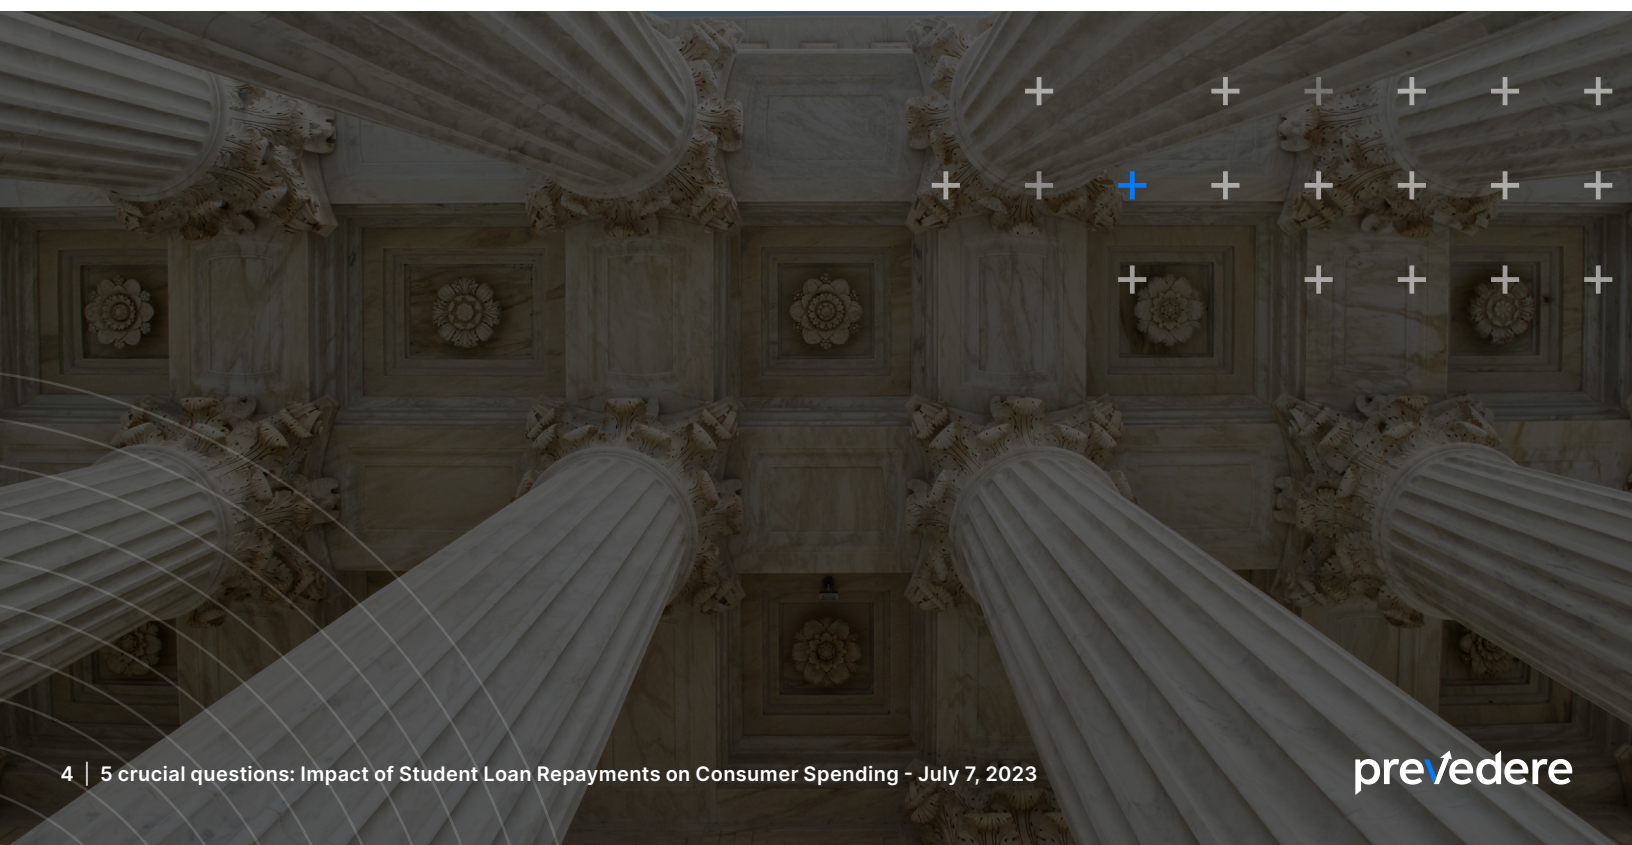 4 | 5 crucial questions: Impact of Student Loan Repayments on Consumer Spending - July 7, 2023
prevedere